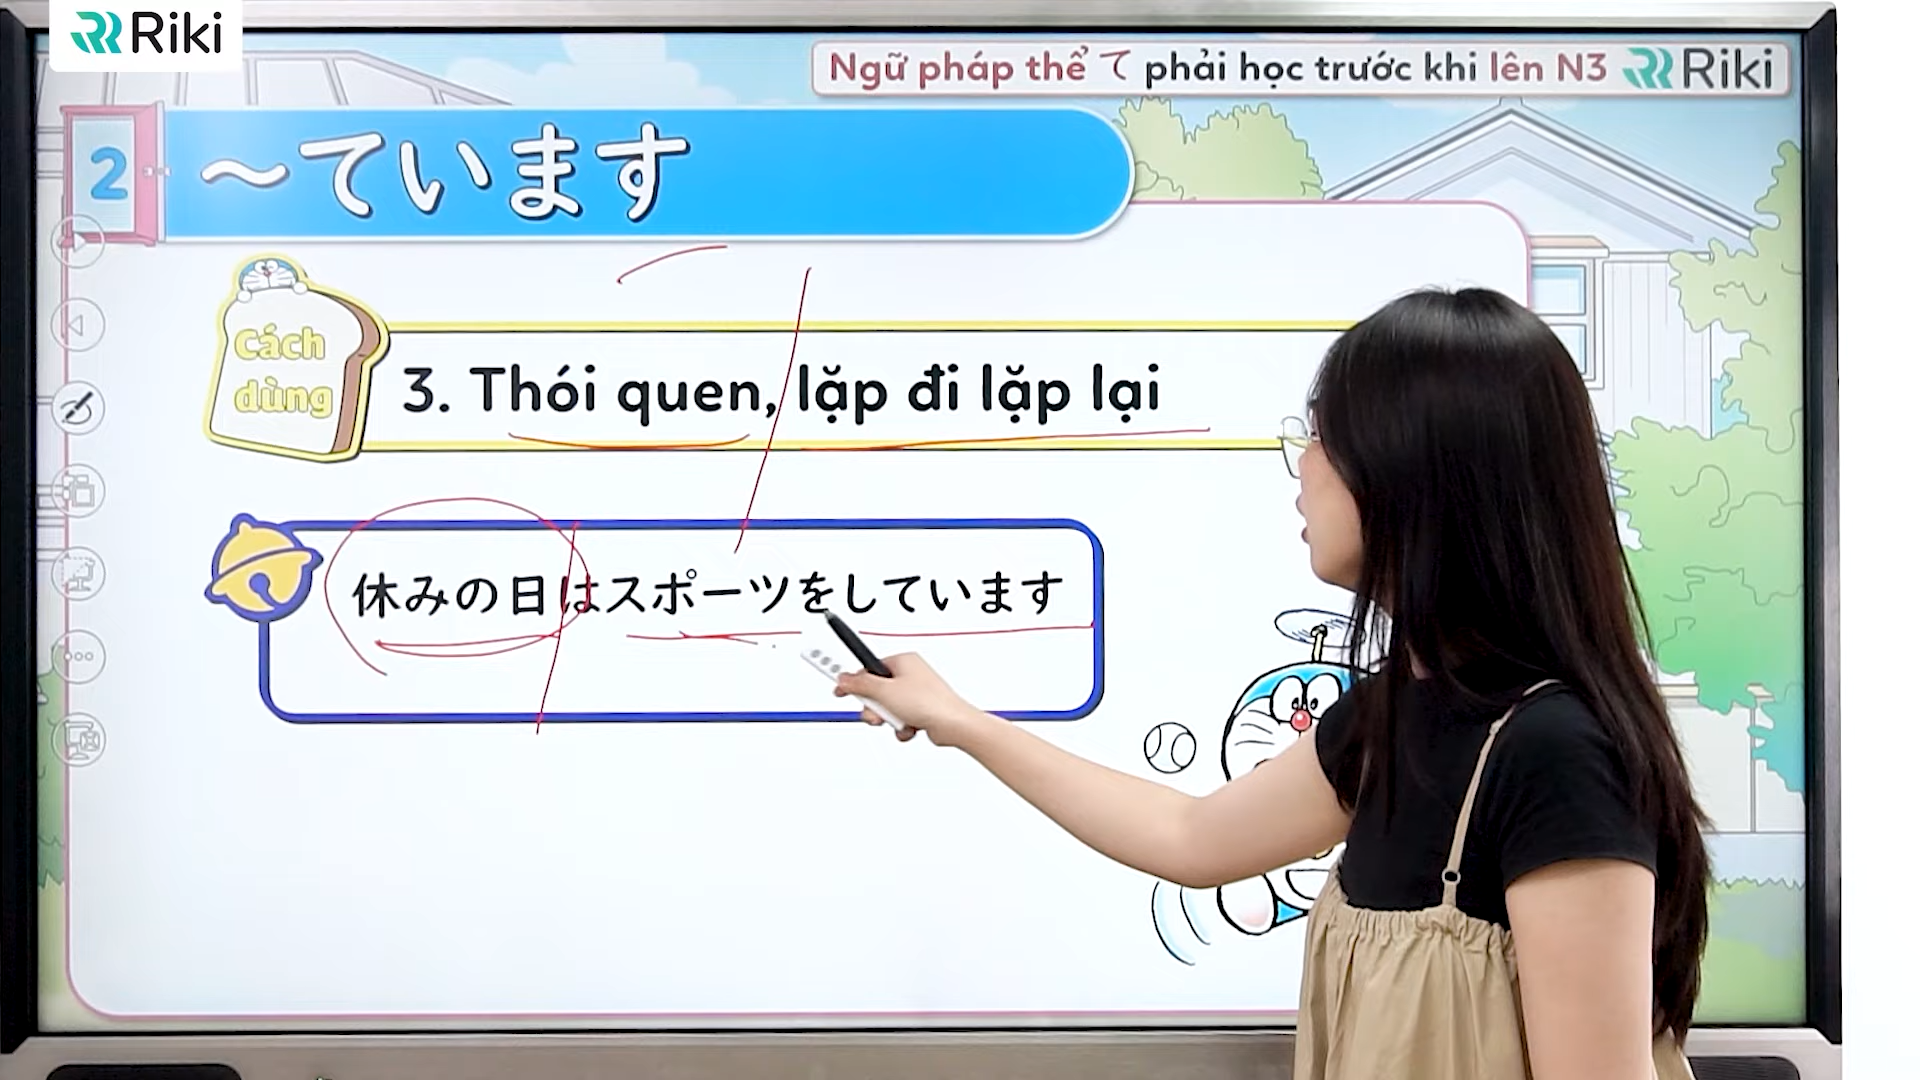 Riki
Ngữ pháp thể て phải học trước khi lên N3 Riki
2 ～ています
Cách dùng
3. Thói quen, lặp đi lặp lại
休みの日はスポーツをしています